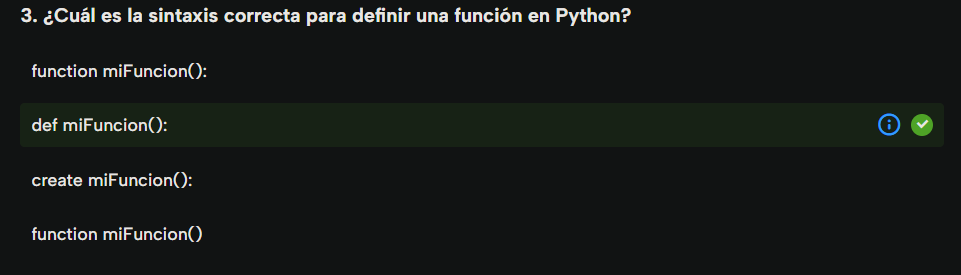 3. ¿Cuál es la sintaxis correcta para definir una función en Python?
function miFuncion():
def miFuncion():
create miFuncion():
function miFuncion()